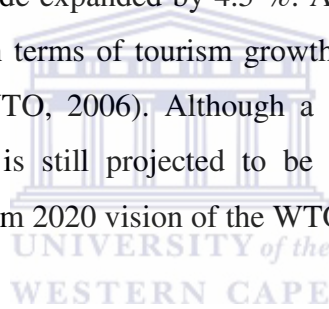 de expanded by 4.5 %. A
n terms of tourism growth
TO, 2006). Although a
is still projected to be
m 2020 vision of the WTO
UNIVERSITY of the
WESTERN CAPE